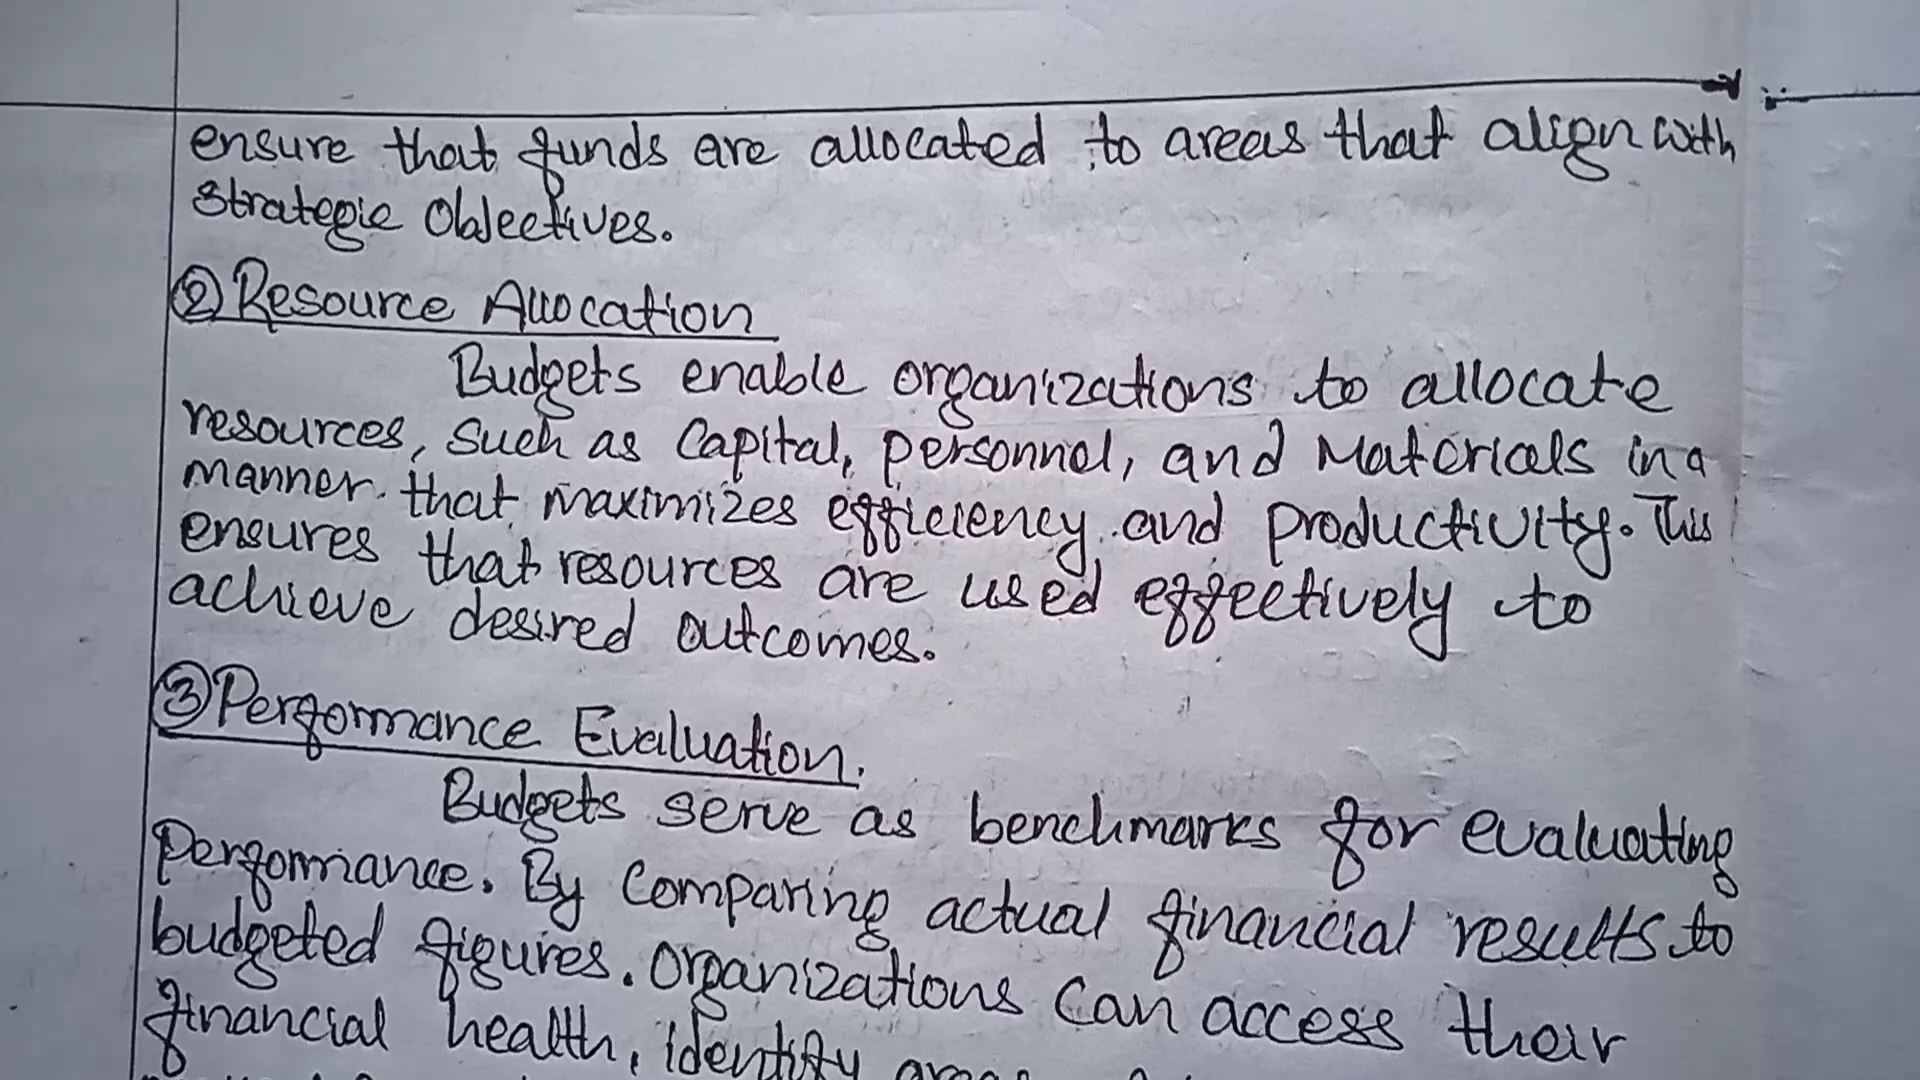 ensure that funds are allocated to areas that align with
Strategic Objectives.
② Resource Allocation
Budgets enable organizations to allocate
resources, Such as Capital, personnel, and Materials in a
manner that maximizes efficiency and productivity. This
ensures that resources are used effectively to
achieve desired outcomes.
③ Performance Evaluation.
Budgets serve as benchmarks for evaluating
Performance. By Comparing actual financial results to
budgeted figures. Organizations Can access their
financial health, identify areas